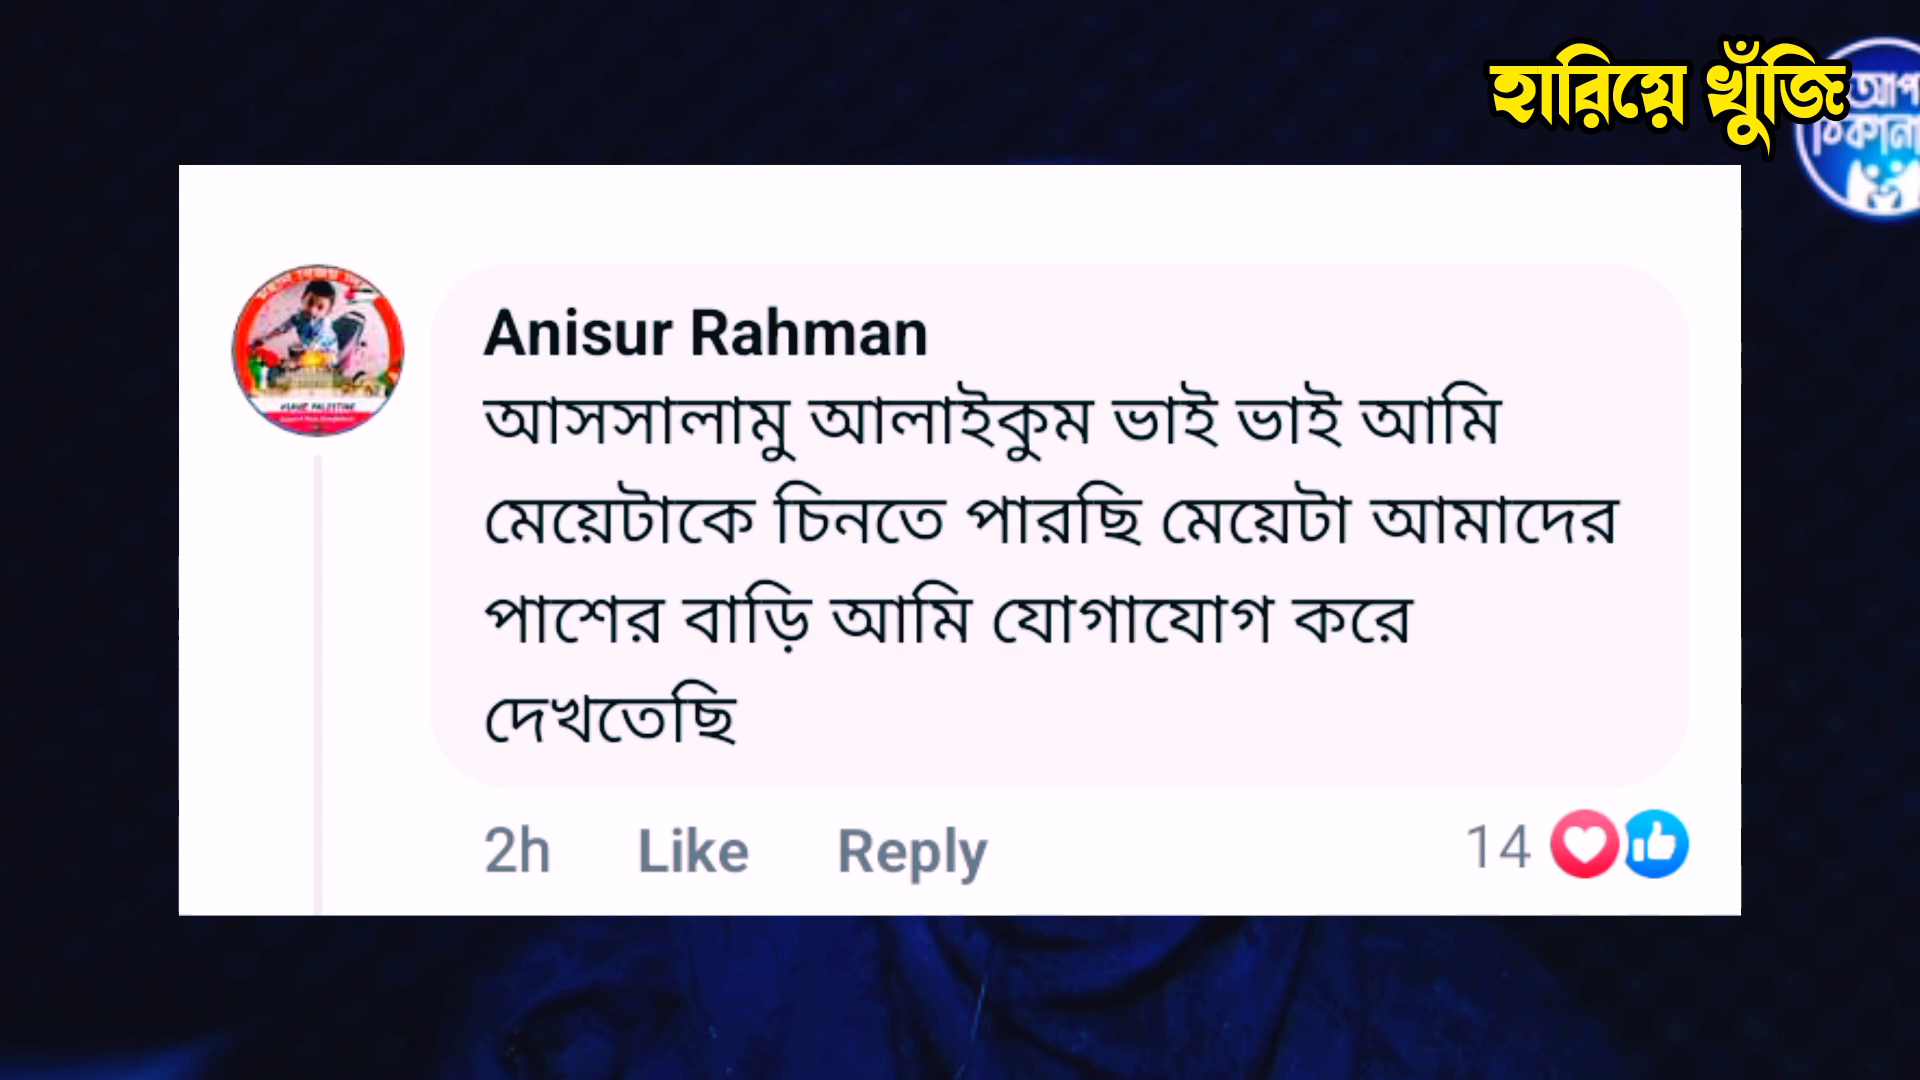 হারিয়ে খুঁজি
Anisur Rahman
আসসালামু আলাইকুম ভাই ভাই আমি
মেয়েটাকে চিনতে পারছি মেয়েটা আমাদের
পাশের বাড়ি আমি যোগাযোগ করে
দেখতেছি
2h Like Reply 14